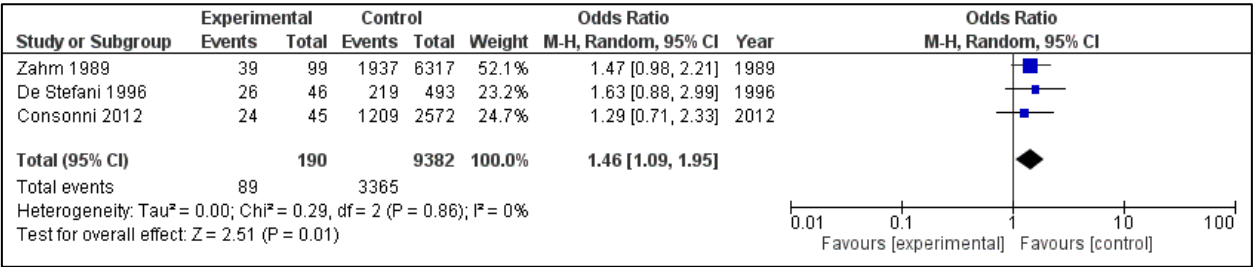 Experimental Control Odds Ratio Odds Ratio
Study or Subgroup Events Total Events Total Weight M-H, Random, 95% CI Year M-H, Random, 95% CI
Zahm 1989 39 99 1937 6317 52.1% 1.47 [0.98, 2.21] 1989
De Stefani 1996 26 46 219 493 23.2% 1.63 [0.88, 2.99] 1996
Consonni 2012 24 45 1209 2572 24.7% 1.29 [0.71, 2.33] 2012
Total (95% CI) 190 9382 100.0% 1.46 [1.09, 1.95]
Total events 89 3365
Heterogeneity: Tau² = 0.00; Chi² = 0.29, df = 2 (P = 0.86); I² = 0%
Test for overall effect: Z = 2.51 (P = 0.01)
0.01 0.1 1 10 100
Favours [experimental] Favours [control]